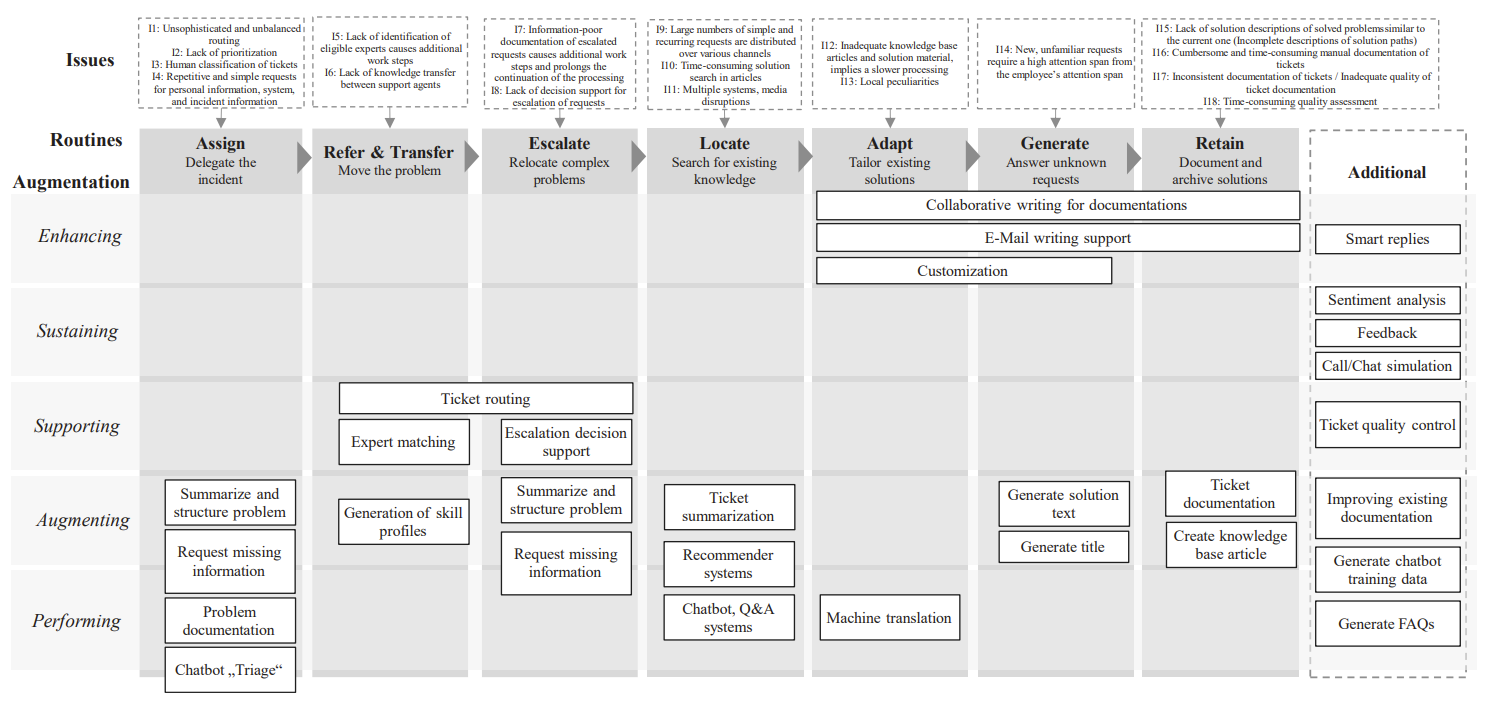 Issues
I1: Unsophisticated and unbalanced
routing
I2: Lack of prioritization
I3: Human classification of tickets
I4: Repetitive and simple requests
for personal information, system,
and incident information
I5: Lack of identification of
eligible experts causes additional
work steps
I6: Lack of knowledge transfer
between support agents
I7: Information-poor
documentation of escalated
requests causes additional work
steps and prolongs the
continuation of the processing
I8: Lack of decision support for
escalation of requests
I9: Large numbers of simple and
recurring requests are distributed
over various channels
I10: Time-consuming solution
search in articles
I11: Multiple systems, media
disruptions
I12: Inadequate knowledge base
articles and solution material,
implies a slower processing
I13: Local peculiarities
I14: New, unfamiliar requests
require a high attention span from
the employee's attention span
I15: Lack of solution descriptions of solved problems similar to
the current one (Incomplete descriptions of solution paths)
I16: Cumbersome and time-consuming manual documentation of
tickets
I17: Inconsistent documentation of tickets / Inadequate quality of
ticket documentation
I18: Time-consuming quality assessment
Routines
Augmentation
Assign
Delegate the
incident
Refer & Transfer
Move the problem
Escalate
Relocate complex
problems
Locate
Search for existing
knowledge
Adapt
Tailor existing
solutions
Generate
Answer unknown
requests
Retain
Document and
archive solutions
Additional
Enhancing
Collaborative writing for documentations
E-Mail writing support
Customization
Smart replies
Sustaining
Sentiment analysis
Feedback
Call/Chat simulation
Supporting
Ticket routing
Expert matching
Escalation decision
support
Ticket quality control
Augmenting
Summarize and
structure problem
Request missing
information
Generation of skill
profiles
Summarize and
structure problem
Request missing
information
Ticket
summarization
Recommender
systems
Generate solution
text
Generate title
Ticket
documentation
Create knowledge
base article
Improving existing
documentation
Generate chatbot
training data
Performing
Problem
documentation
Chatbot „Triage“
Chatbot, Q&A
systems
Machine translation
Generate FAQs